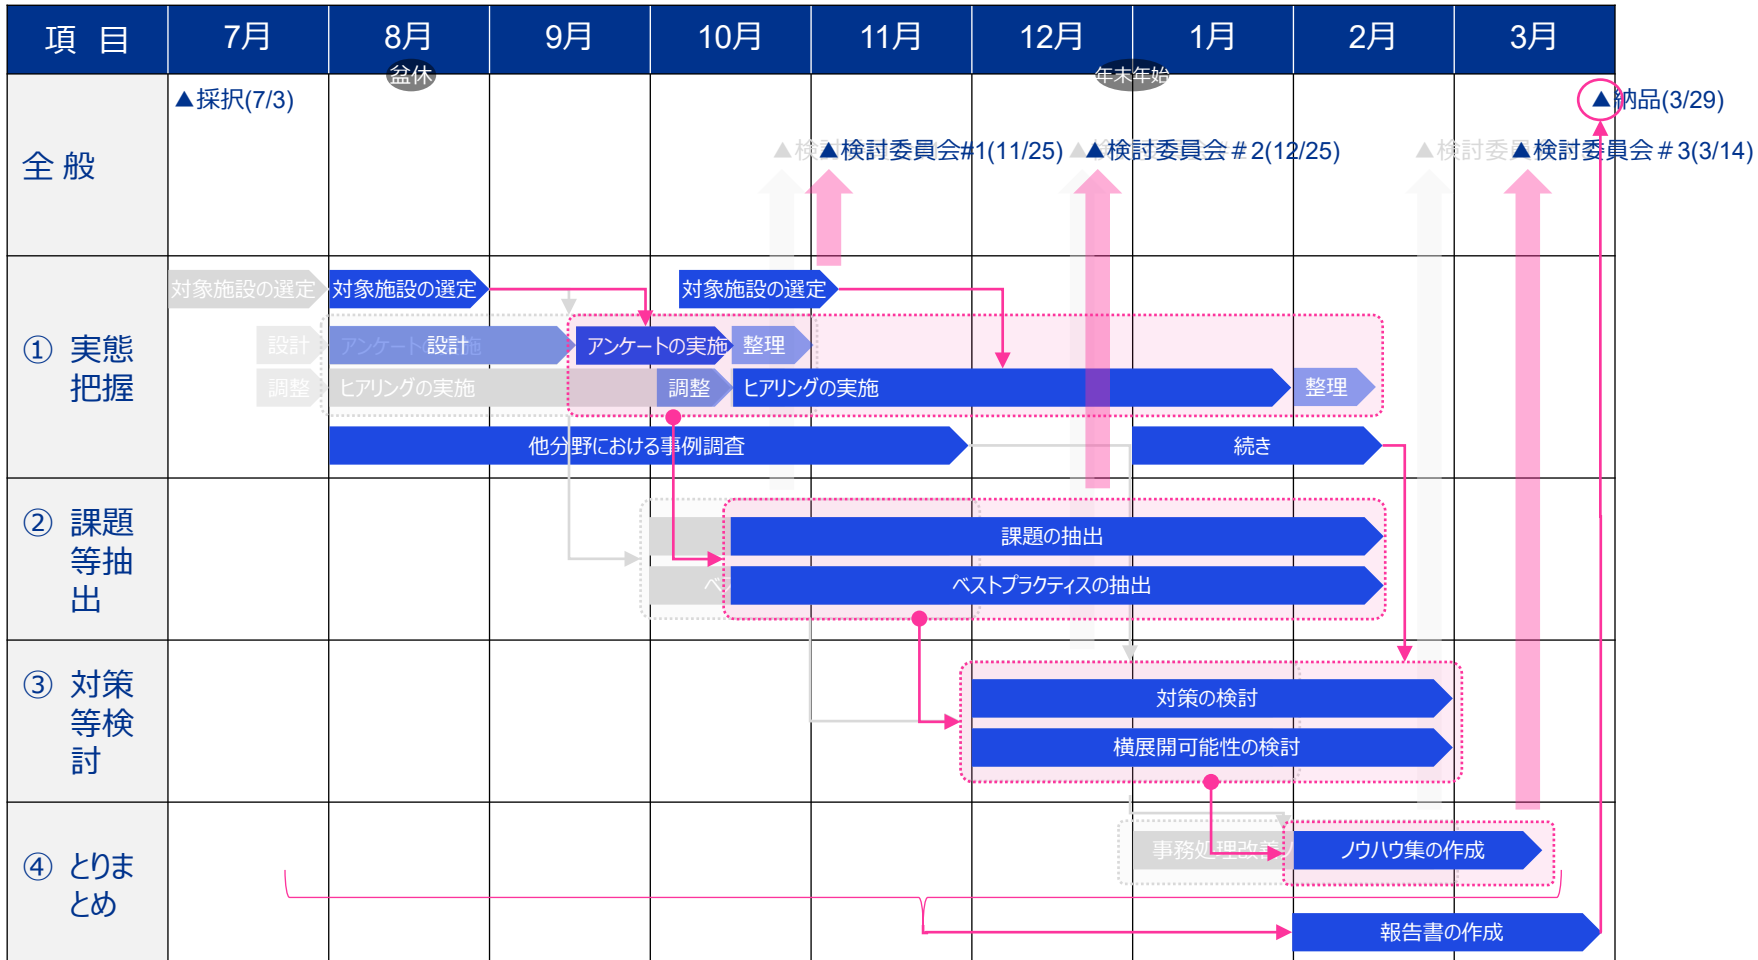 項 目
7月
8月
9月
10月
11月
12月
1月
2月
3月
盆休
年末年始
全 般
▲採択(7/3)
▲納品(3/29)
▲検討委員会#1(11/25)
▲検討委員会＃2(12/25)
▲検討委員会＃3(3/14)
① 実態
把握
対象施設の選定
対象施設の選定
対象施設の選定
設計
設計
アンケートの実施
整理
調整
ヒアリングの実施
調整
ヒアリングの実施
整理
他分野における事例調査
続き
② 課題
等抽
出
課題の抽出
ベストプラクティスの抽出
③ 対策
等検
討
対策の検討
横展開可能性の検討
④ とりま
とめ
事務処理改善
ノウハウ集の作成
報告書の作成